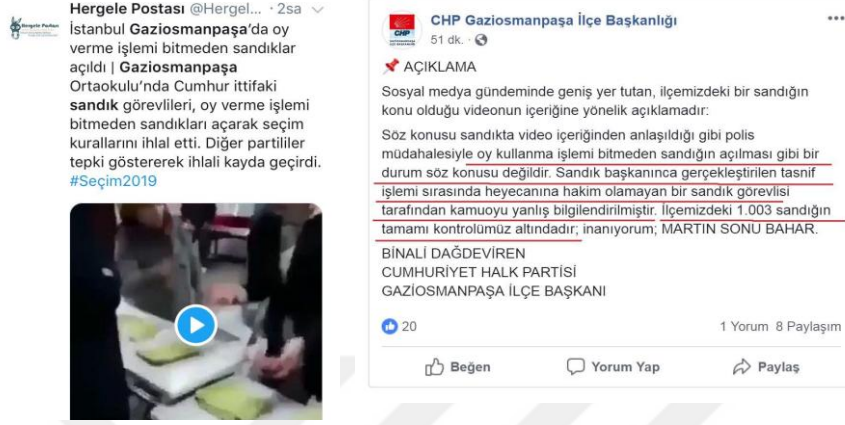 Hergele Postası @Hergel... · 2sa
İstanbul Gaziosmanpaşa'da oy
verme işlemi bitmeden sandıklar
açıldı | Gaziosmanpaşa
Ortaokulu'nda Cumhur ittifaki
sandık görevlileri, oy verme işlemi
bitmeden sandıkları açarak seçim
kurallarını ihlal etti. Diğer partililer
tepki göstererek ihlali kayda geçirdi.
#Seçim2019
CHP
CHP Gaziosmanpaşa İlçe Başkanlığı
51 dk. ·
AÇIKLAMA
Sosyal medya gündeminde geniş yer tutan, ilçemizdeki bir sandığın
konu olduğu videonun içeriğine yönelik açıklamadır:
Söz konusu sandıkta video içeriğinden anlaşıldığı gibi polis
müdahalesiyle oy kullanma işlemi bitmeden sandığın açılması gibi bir
durum söz konusu değildir. Sandık başkanınca gerçekleştirilen tasnif
işlemi sırasında heyecanına hakim olamayan bir sandık görevlisi
tarafından kamuoyu yanlış bilgilendirilmiştir. İlçemizdeki 1.003 sandığın
tamamı kontrolümüz altındadır; inanıyorum; MARTIN SONU BAHAR.
BİNALİ DAĞDEVİREN
CUMHURİYET HALK PARTİSİ
GAZİOSMANPAŞA İLÇE BAŞKANI
20
1 Yorum 8 Paylaşım
Beğen
Yorum Yap
Paylaş